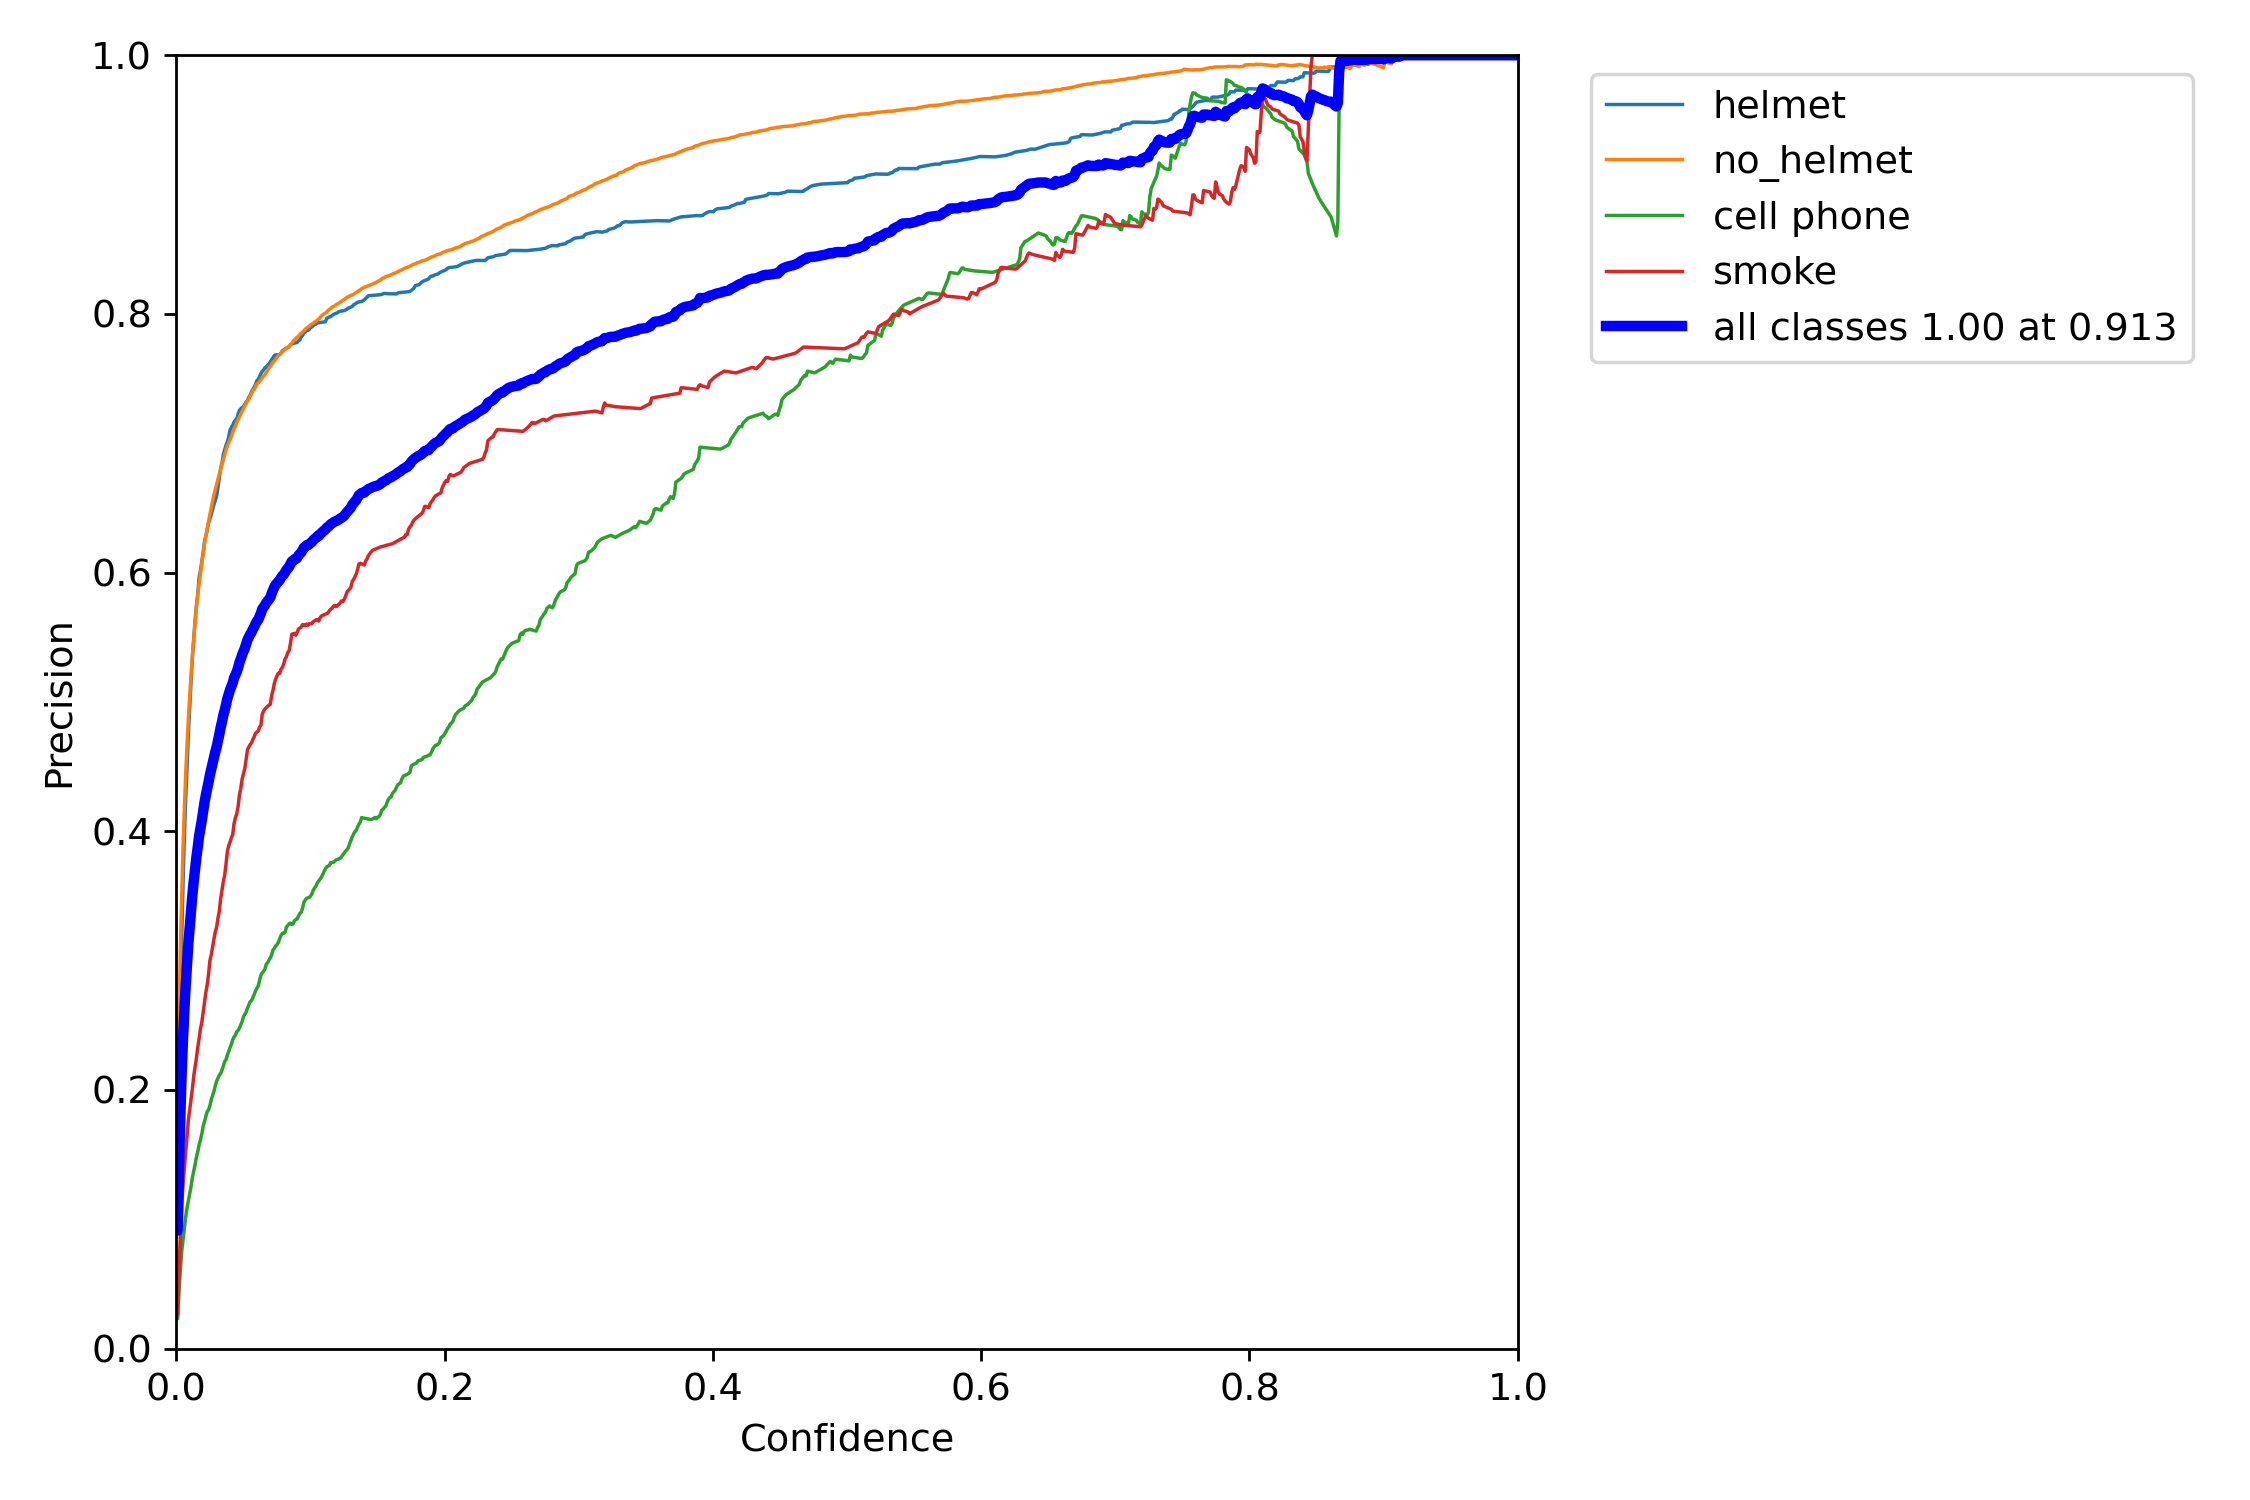 1.0
0.8
0.6
0.4
0.2
0.0
Precision
0.0 0.2 0.4 0.6 0.8 1.0
Confidence
helmet
no_helmet
cell phone
smoke
all classes 1.00 at 0.913